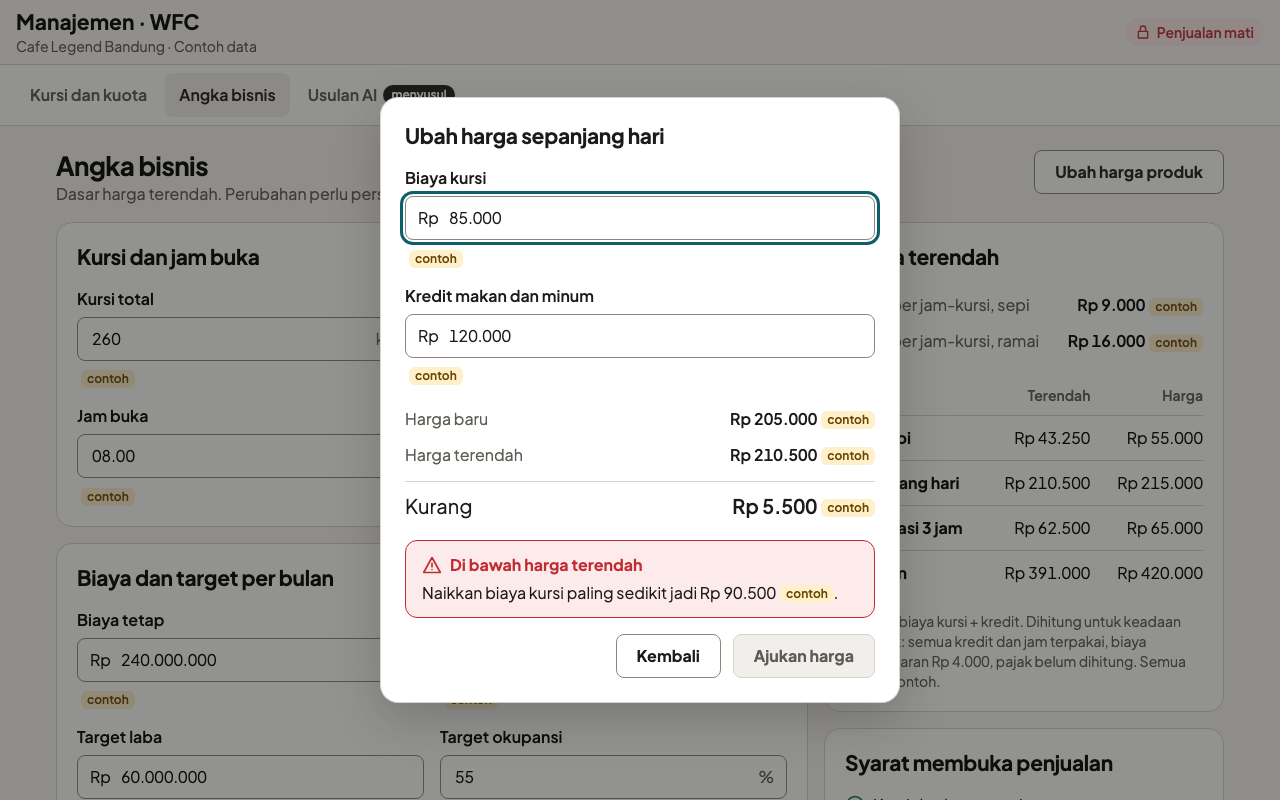 Manajemen · WFC
Cafe Legend Bandung · Contoh data
Penjualan mati
Kursi dan kuota
Angka bisnis
Usulan AI
Angka bisnis
Dasar harga terendah. Perubahan perlu
Ubah harga produk
Kursi dan jam buka
Kursi total
260
contoh
Jam buka
08.00
contoh
Biaya dan target per bulan
Biaya tetap
Rp 240.000.000
contoh
Target laba
Rp 60.000.000
Target okupansi
55 %
Ubah harga sepanjang hari
Biaya kursi
Rp 85.000
contoh
Kredit makan dan minum
Rp 120.000
contoh
Harga baru Rp 205.000 contoh
Harga terendah Rp 210.500 contoh
Kurang Rp 5.500 contoh
Di bawah harga terendah
Naikkan biaya kursi paling sedikit jadi Rp 90.500 contoh .
Kembali
Ajukan harga
terendah
per jam-kursi, sepi Rp 9.000 contoh
per jam-kursi, ramai Rp 16.000 contoh
Terendah Harga
Rp 43.250 Rp 55.000
hari Rp 210.500 Rp 215.000
3 jam Rp 62.500 Rp 65.000
Rp 391.000 Rp 420.000
biaya kursi + kredit. Dihitung untuk keadaan
semua kredit dan jam terpakai, biaya
Rp 4.000, pajak belum dihitung. Semua
Syarat membuka penjualan